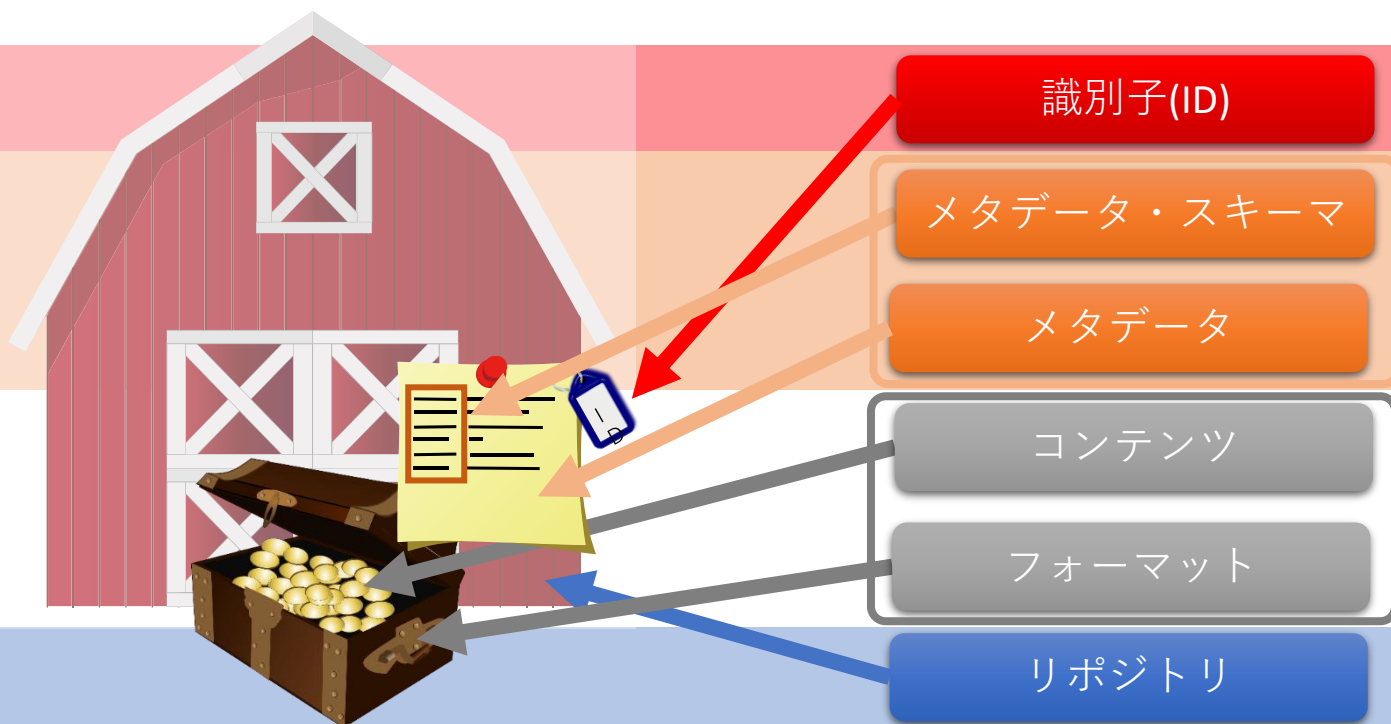 識別子(ID)
メタデータ・スキーマ
メタデータ
ID
コンテンツ
フォーマット
リポジトリ